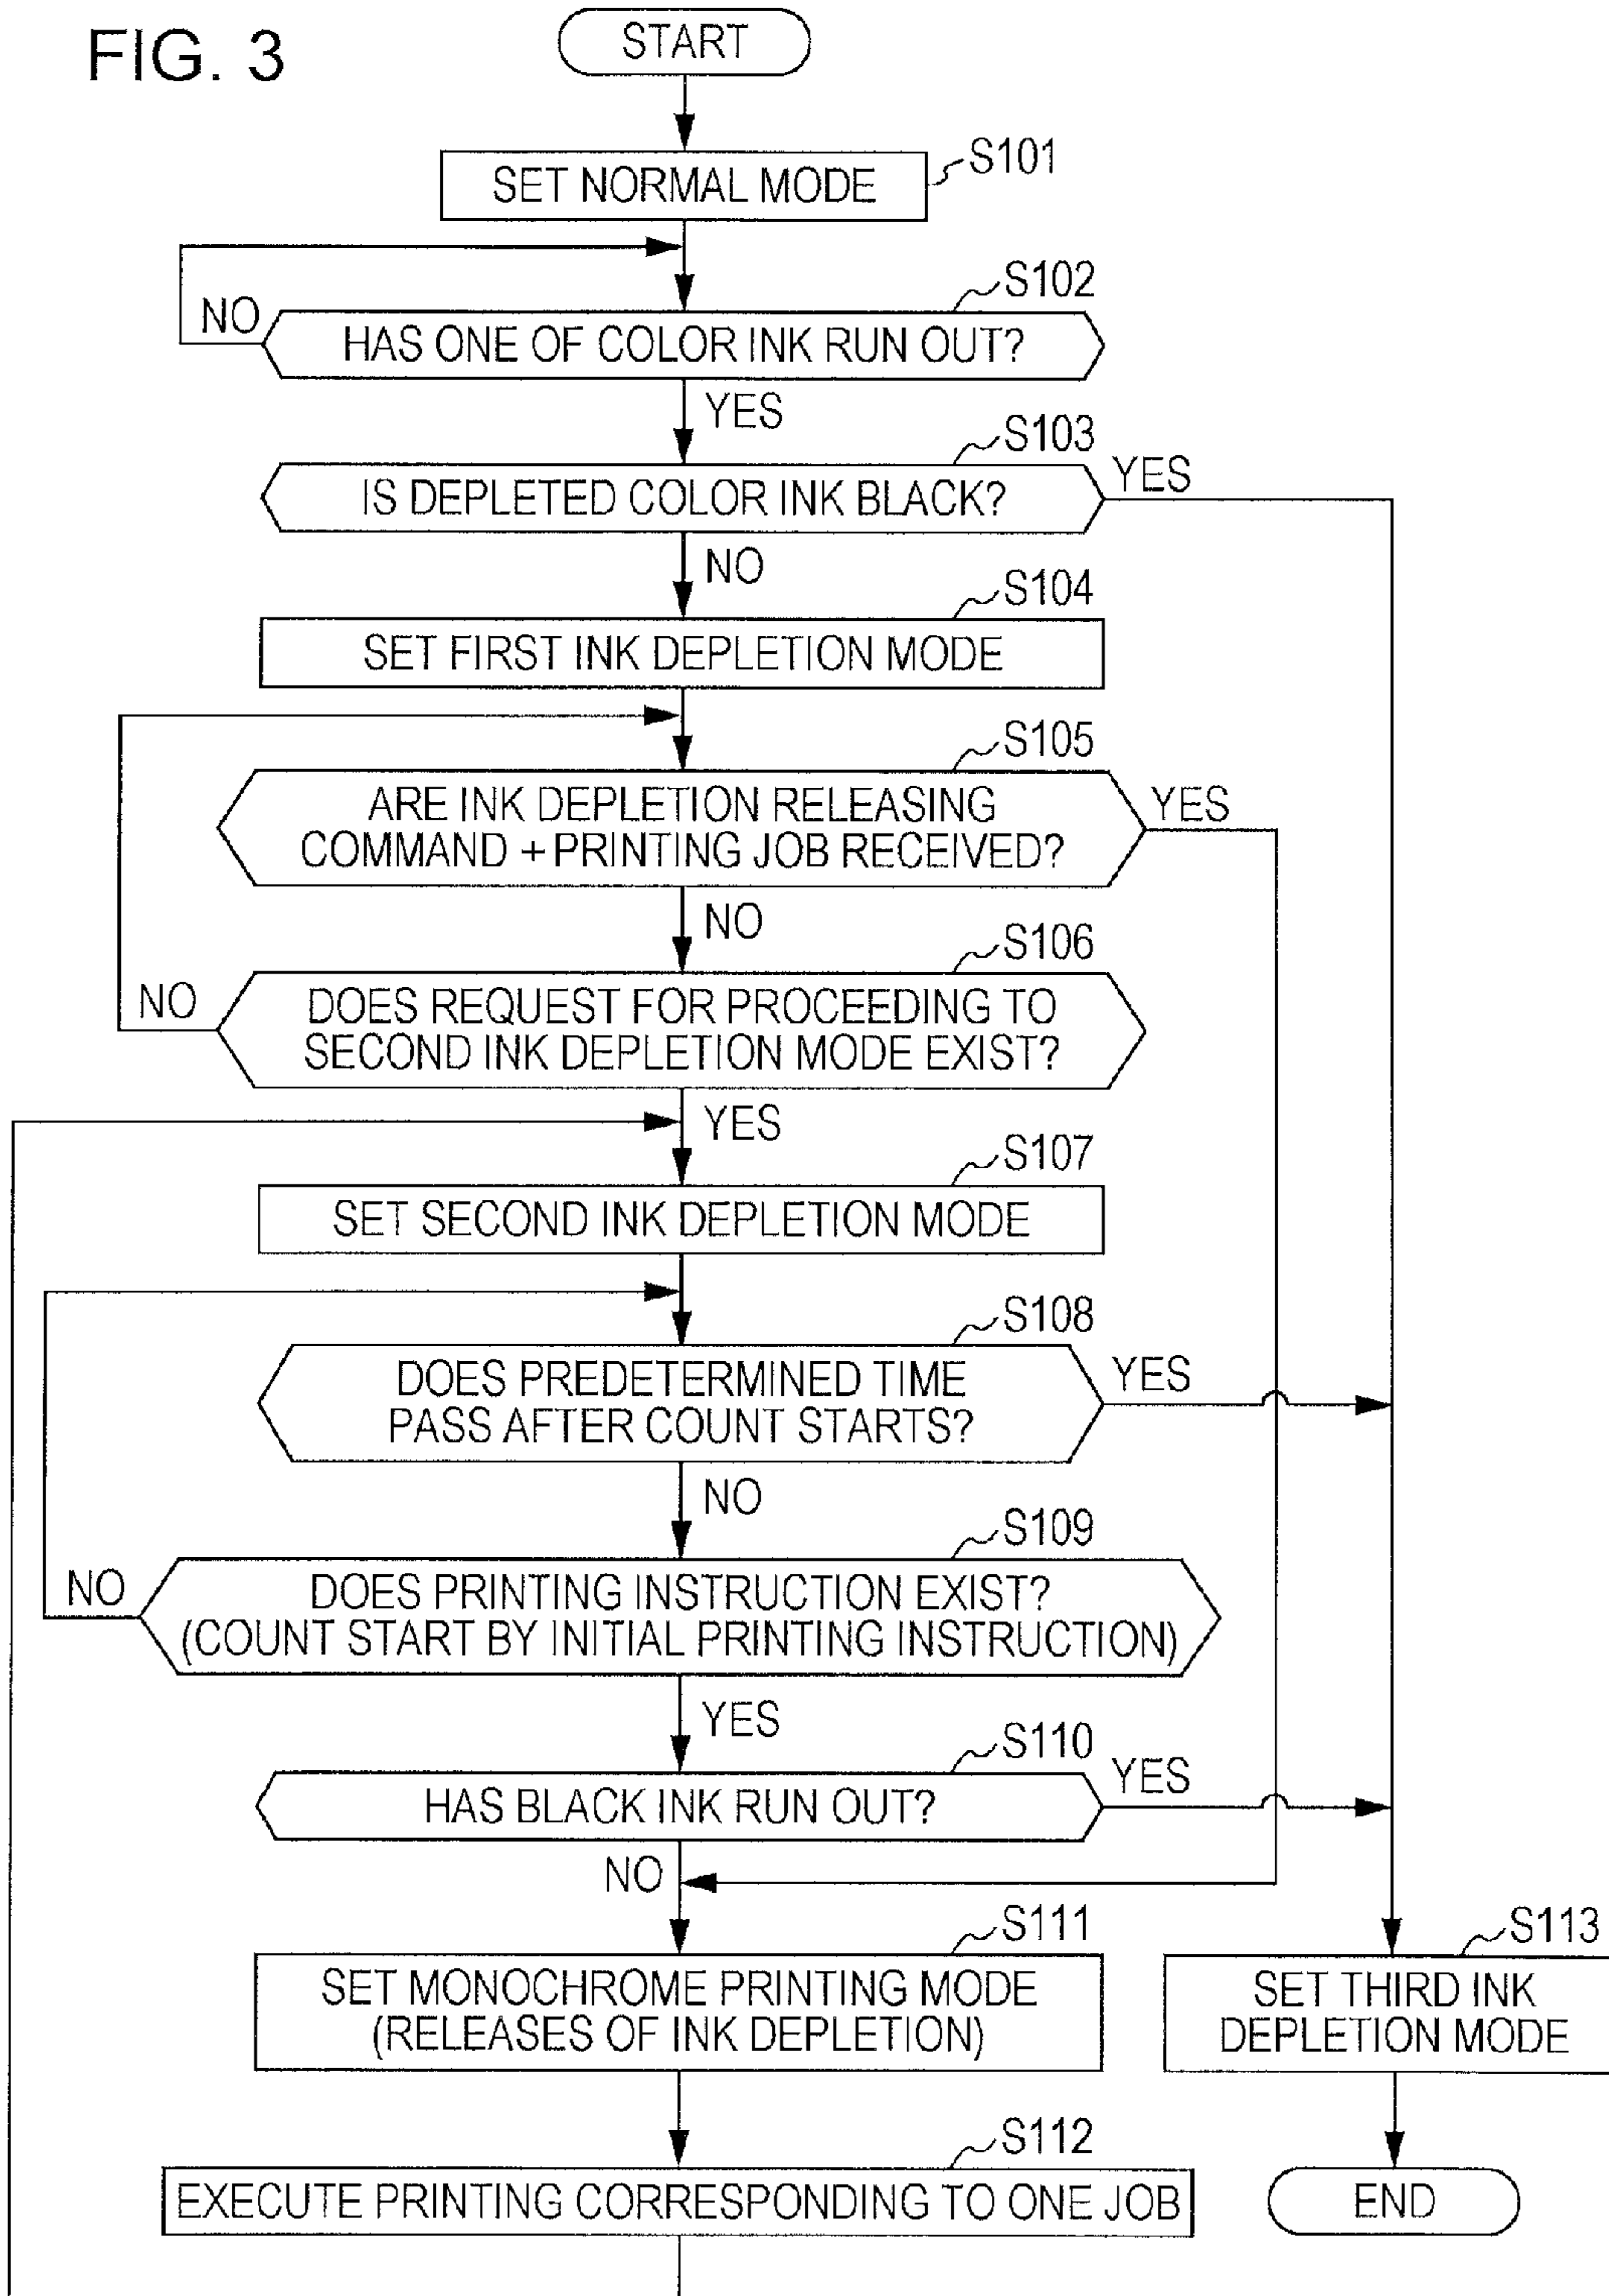 FIG. 3
START
SET NORMAL MODE
S101
S102
NO
HAS ONE OF COLOR INK RUN OUT?
YES
S103
IS DEPLETED COLOR INK BLACK?
YES
NO
S104
SET FIRST INK DEPLETION MODE
S105
ARE INK DEPLETION RELEASING
COMMAND + PRINTING JOB RECEIVED?
YES
NO
S106
NO
DOES REQUEST FOR PROCEEDING TO
SECOND INK DEPLETION MODE EXIST?
YES
S107
SET SECOND INK DEPLETION MODE
S108
DOES PREDETERMINED TIME
PASS AFTER COUNT STARTS?
YES
NO
S109
NO
DOES PRINTING INSTRUCTION EXIST?
(COUNT START BY INITIAL PRINTING INSTRUCTION)
YES
S110
HAS BLACK INK RUN OUT?
YES
NO
S111
SET MONOCHROME PRINTING MODE
(RELEASES OF INK DEPLETION)
S113
SET THIRD INK
DEPLETION MODE
S112
EXECUTE PRINTING CORRESPONDING TO ONE JOB
END